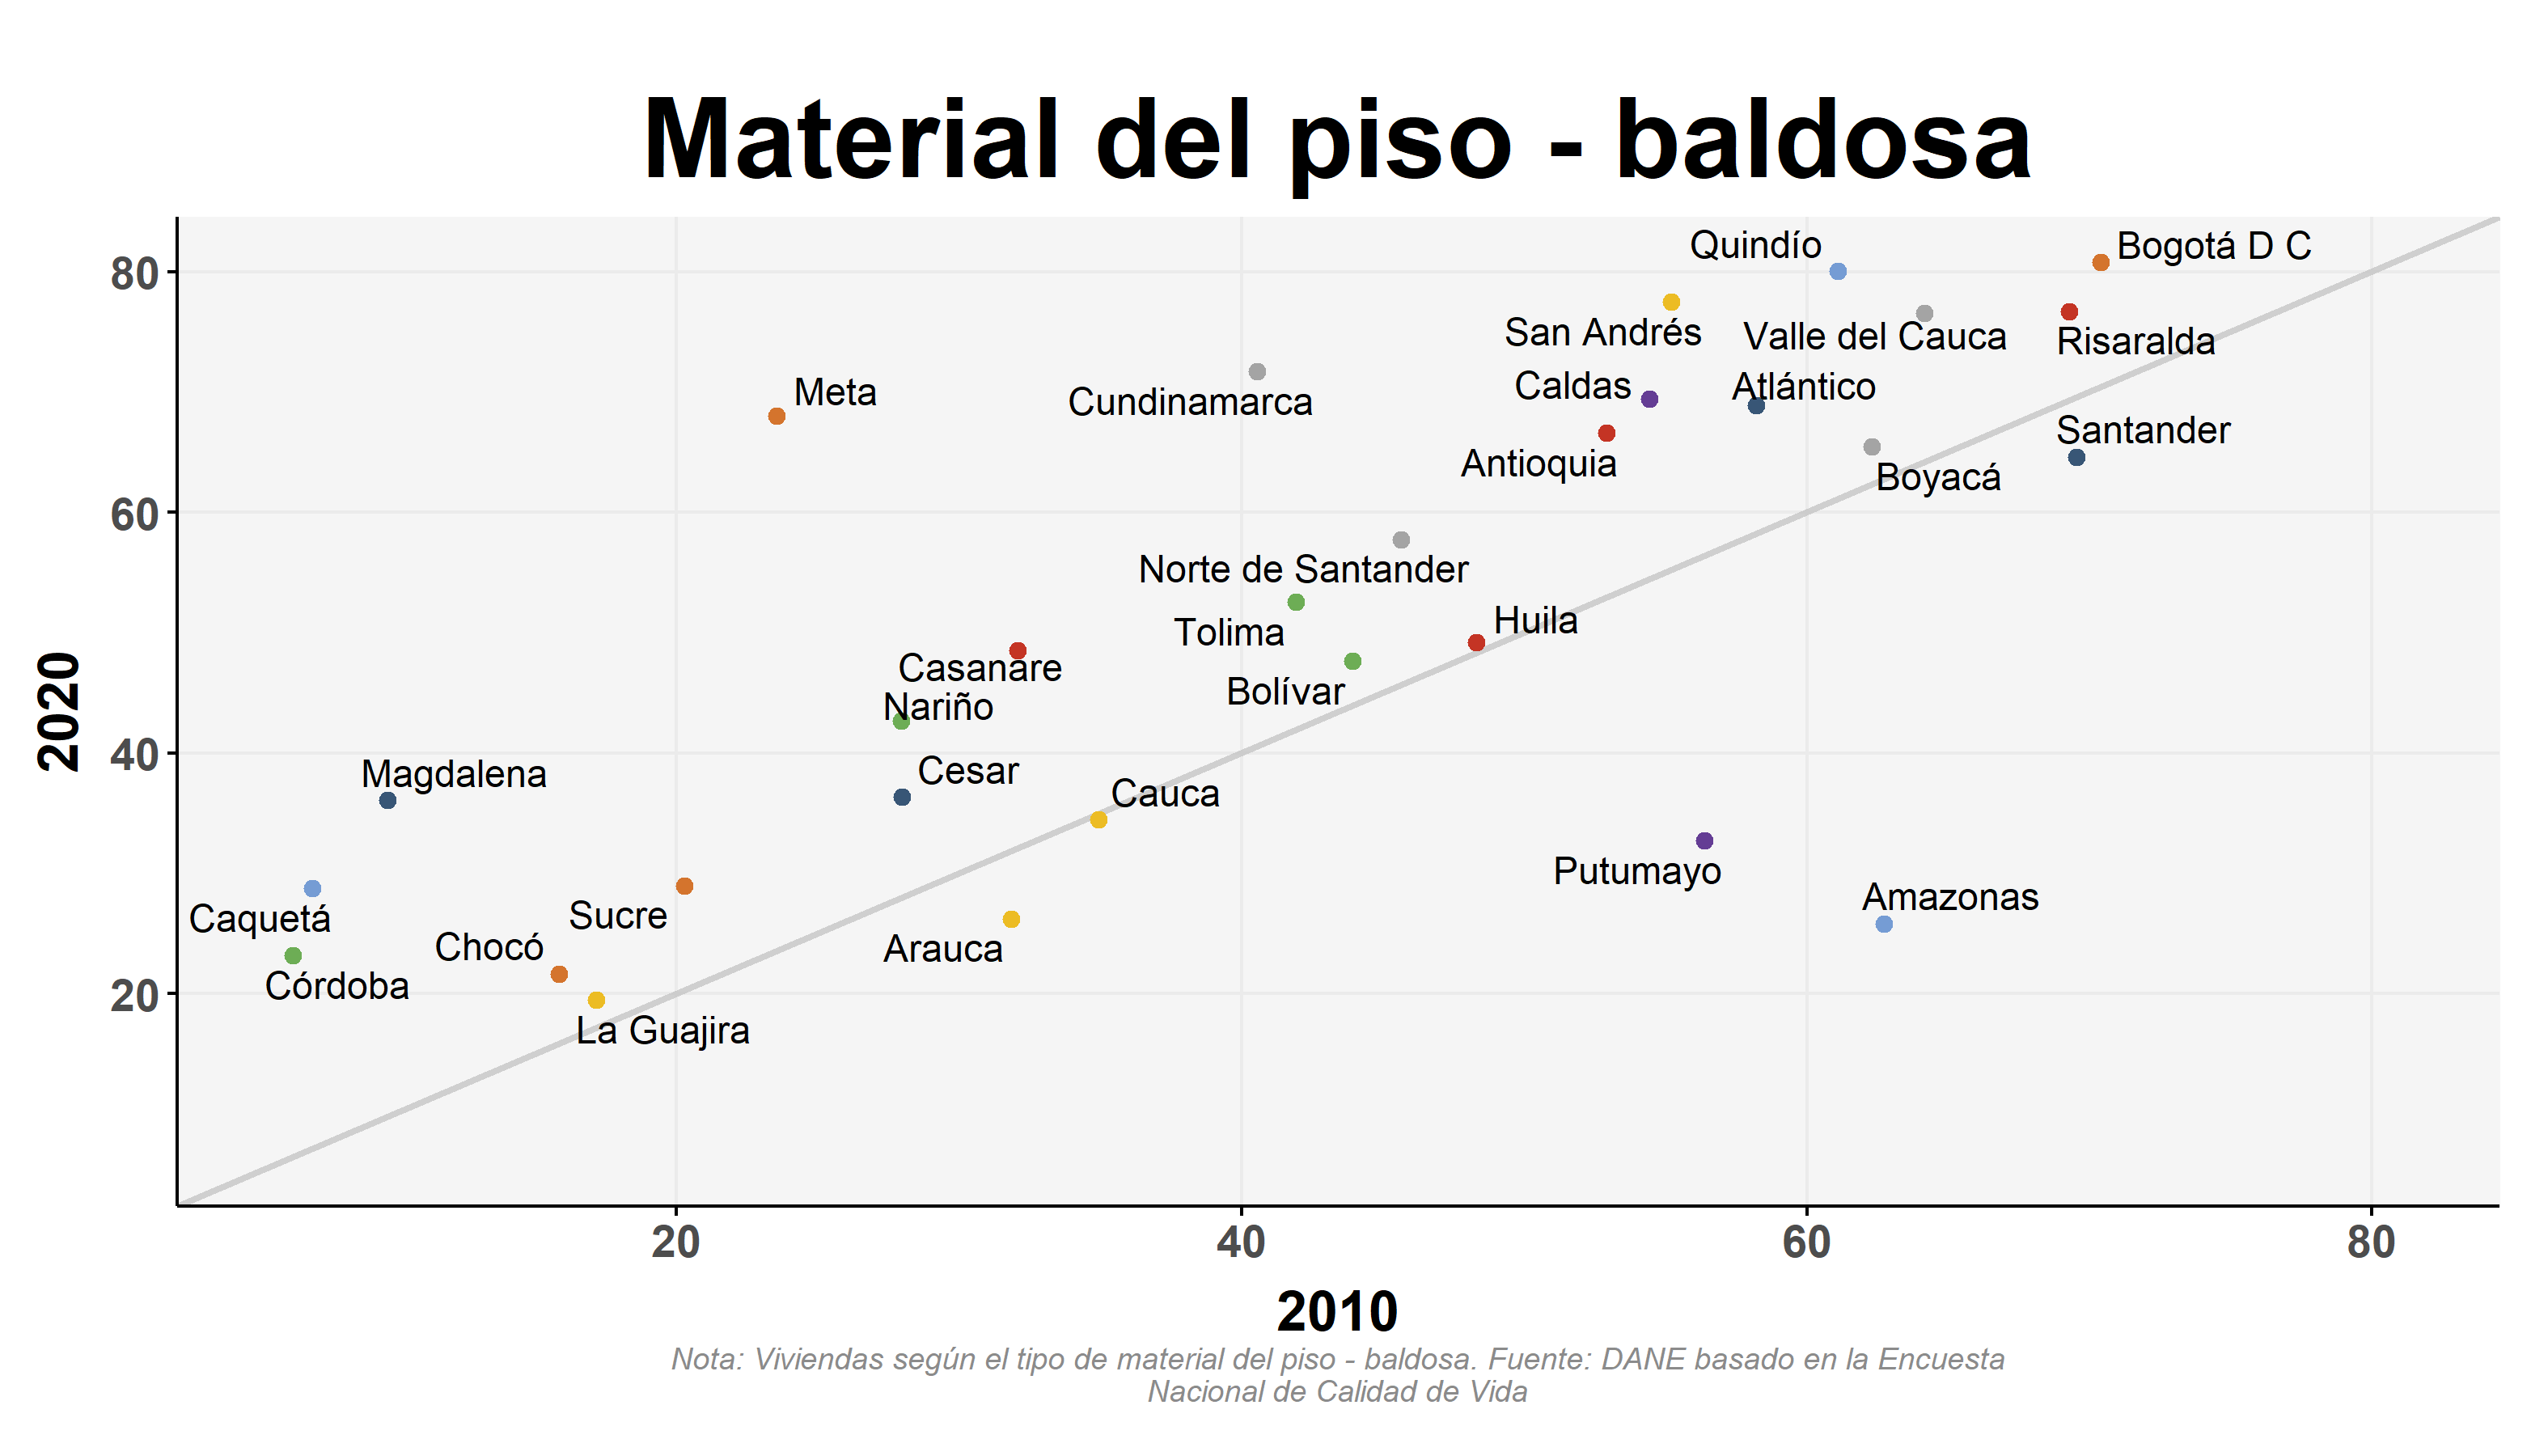 Material del piso - baldosa
Quindío
Bogotá D C
80
San Andrés
Valle del Cauca
Risaralda
Meta
Cundinamarca
Caldas
Atlántico
Santander
Antioquia
Boyacá
60
Norte de Santander
Tolima
Huila
Casanare
Bolívar
Nariño
2020
40
Magdalena
Cesar
Cauca
Putumayo
Caquetá
Sucre
Amazonas
Chocó
Arauca
Córdoba
20
La Guajira
20
40
60
80
2010
Nota: Viviendas según el tipo de material del piso - baldosa. Fuente: DANE basado en la Encuesta
Nacional de Calidad de Vida